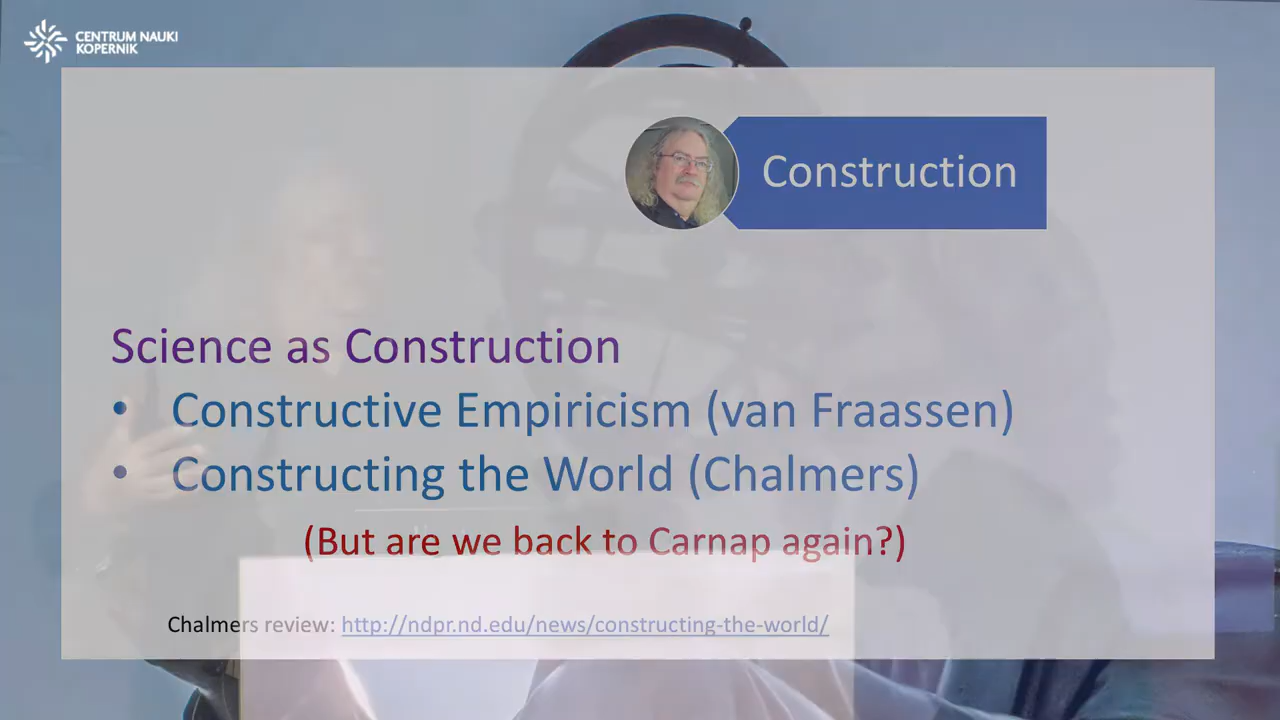 CENTRUM NAUKI
KOPERNIK
Construction
Science as Construction
• Constructive Empiricism (van Fraassen)
• Constructing the World (Chalmers)
(But are we back to Carnap again?)
Chalmers review: http://ndpr.nd.edu/news/constructing-the-world/